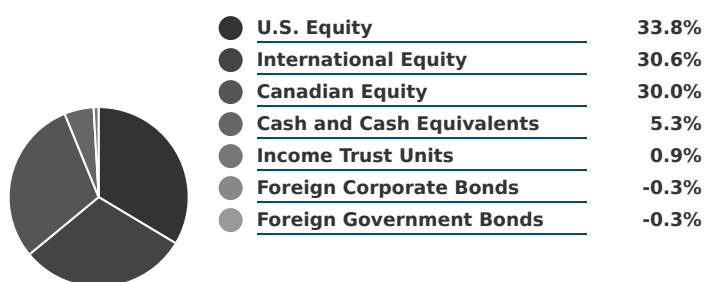 U.S. Equity 33.8%
International Equity 30.6%
Canadian Equity 30.0%
Cash and Cash Equivalents 5.3%
Income Trust Units 0.9%
Foreign Corporate Bonds -0.3%
Foreign Government Bonds -0.3%